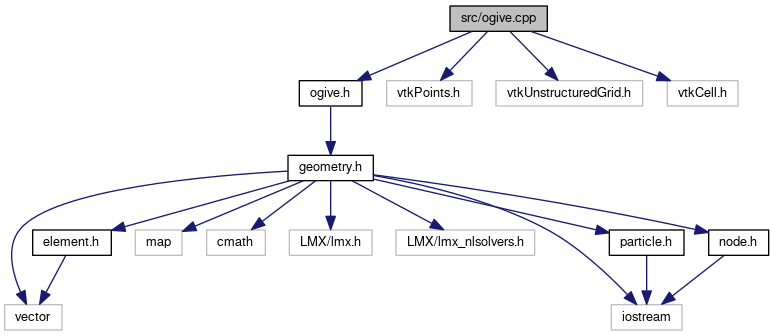 src/ogive.cpp
ogive.h
vtkPoints.h
vtkUnstructuredGrid.h
vtkCell.h
geometry.h
element.h
map
cmath
LMX/lmx.h
LMX/lmx_nlsolvers.h
particle.h
node.h
vector
iostream